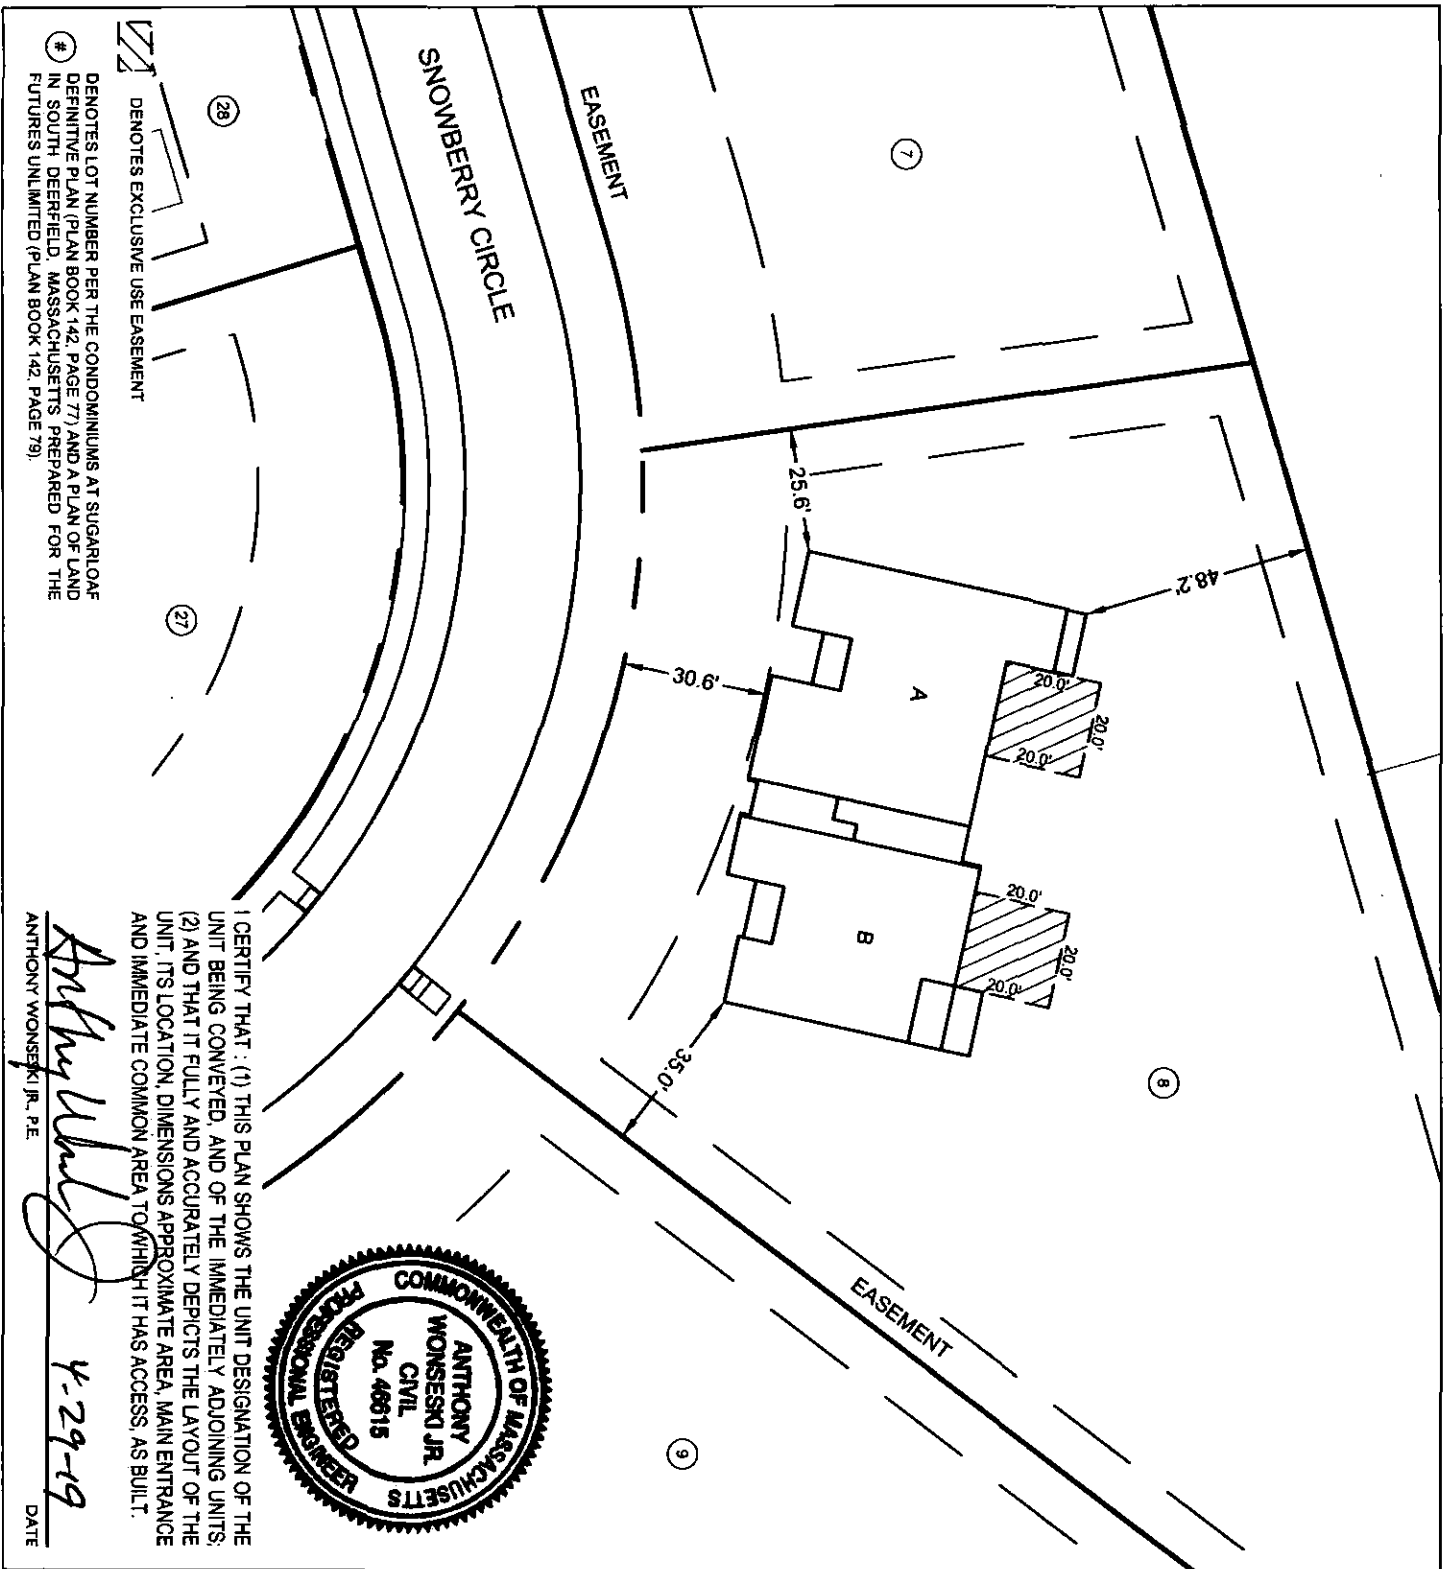 EASEMENT
SNOWBERRY CIRCLE
7
28
27
8
9
25.6'
48.2'
30.6'
35.0'
A
20.0'
20.0'
20.0'
B
20.0'
20.0'
20.0'
EASEMENT
DENOTES EXCLUSIVE USE EASEMENT
#
DENOTES LOT NUMBER PER THE CONDOMINIUMS AT SUGARLOAF
DEFINITIVE PLAN (PLAN BOOK 142, PAGE 77) AND A PLAN OF LAND
IN SOUTH DEERFIELD, MASSACHUSETTS PREPARED FOR THE
FUTURES UNLIMITED (PLAN BOOK 142, PAGE 79).
I CERTIFY THAT : (1) THIS PLAN SHOWS THE UNIT DESIGNATION OF THE
UNIT BEING CONVEYED, AND OF THE IMMEDIATELY ADJOINING UNITS;
(2) AND THAT IT FULLY AND ACCURATELY DEPICTS THE LAYOUT OF THE
UNIT, ITS LOCATION, DIMENSIONS APPROXIMATE AREA, MAIN ENTRANCE
AND IMMEDIATE COMMON AREA TO WHICH IT HAS ACCESS, AS BUILT.
4-29-19
ANTHONY WONSESKI JR., P.E.
DATE
COMMONWEALTH OF MASSACHUSETTS
ANTHONY
WONSESKI JR.
CIVIL
No. 46615
REGISTERED
PROFESSIONAL ENGINEER